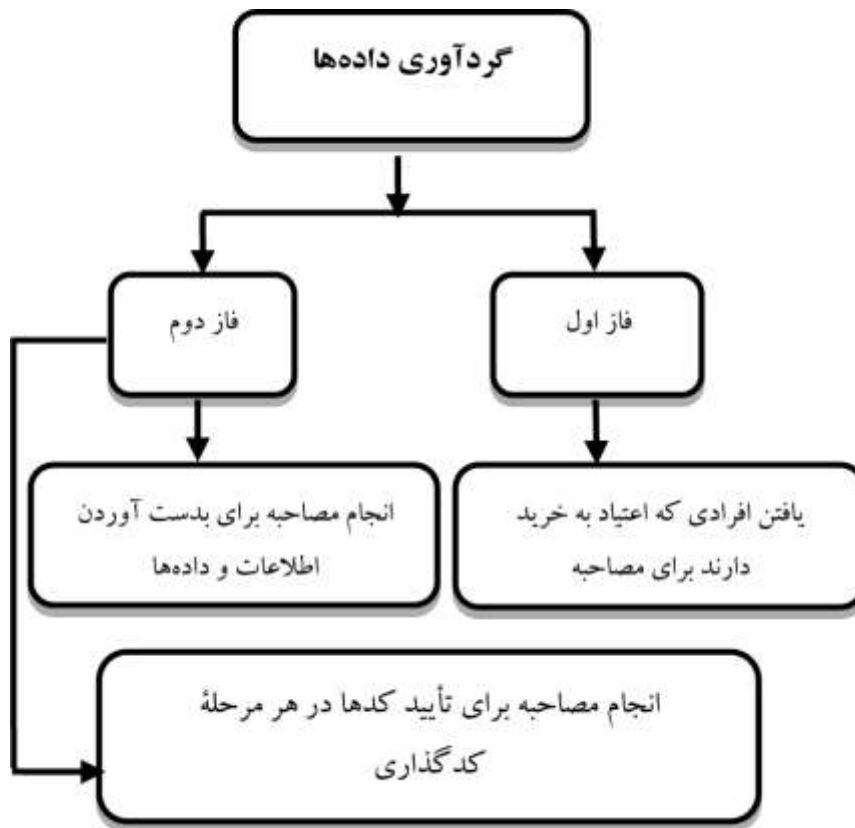 گردآوری داده‌ها
فاز اول
فاز دوم
یافتن افرادی که اعتیاد به خرید
دارند برای مصاحبه
انجام مصاحبه برای بدست آوردن
اطلاعات و داده‌ها
انجام مصاحبه برای تأیید کدها در هر مرحلۀ
کدگذاری